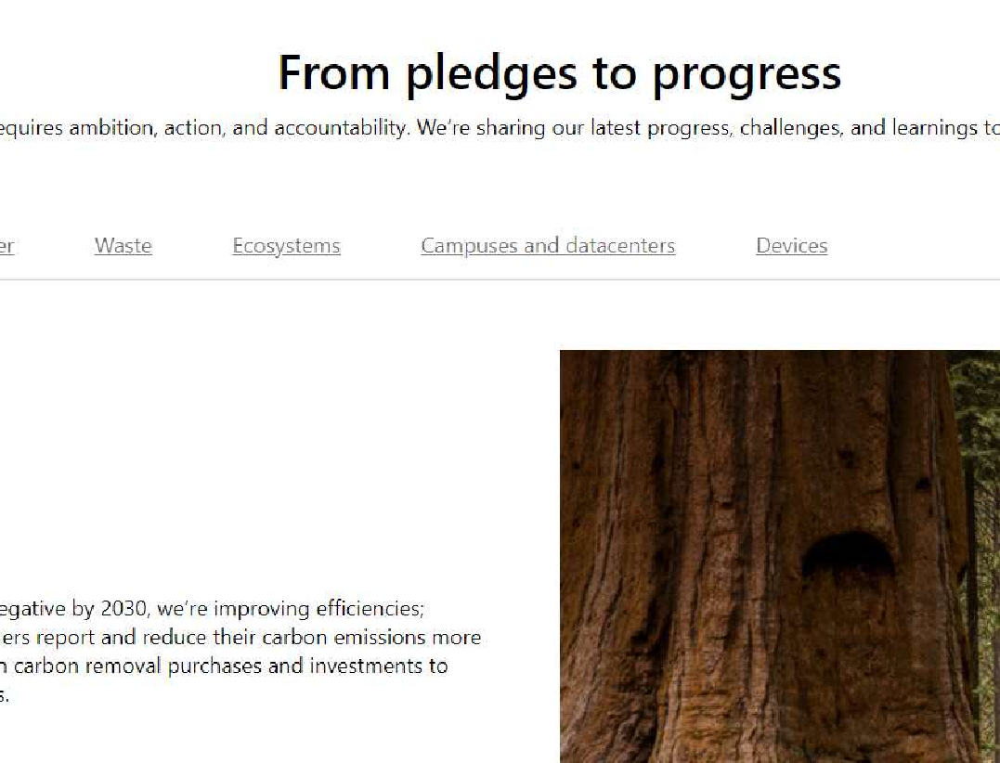 From pledges to progress
equires ambition, action, and accountability. We're sharing our latest progress, challenges, and learnings to
er Waste Ecosystems Campuses and datacenters Devices
egative by 2030, we're improving efficiencies;
ers report and reduce their carbon emissions more
n carbon removal purchases and investments to
s.